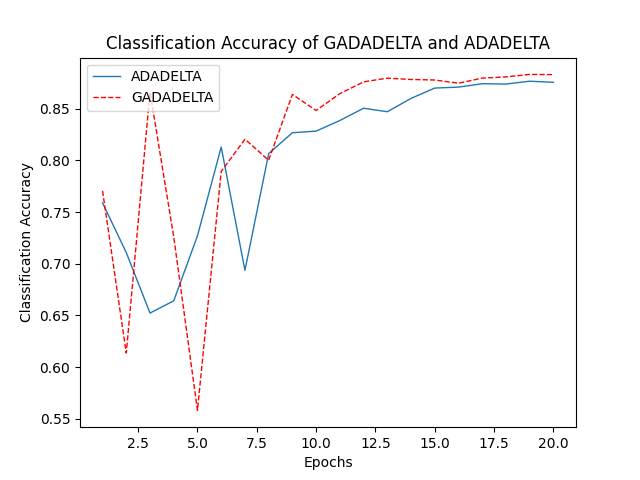 Classification Accuracy of GADADELTA and ADADELTA
ADADELTA
GADADELTA
0.85
0.80
0.75
0.70
0.65
0.60
0.55
Classification Accuracy
2.5 5.0 7.5 10.0 12.5 15.0 17.5 20.0
Epochs